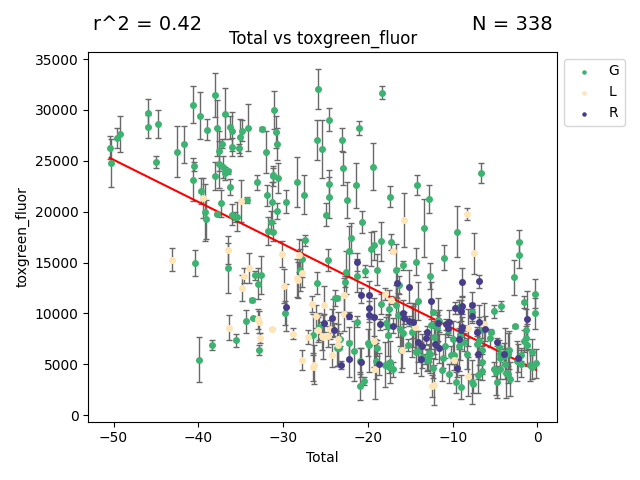 r^2 = 0.42
N = 338
Total vs toxgreen_fluor
35000
30000
25000
20000
15000
10000
5000
0
toxgreen_fluor
−50
−40
−30
−20
−10
0
Total
G
L
R